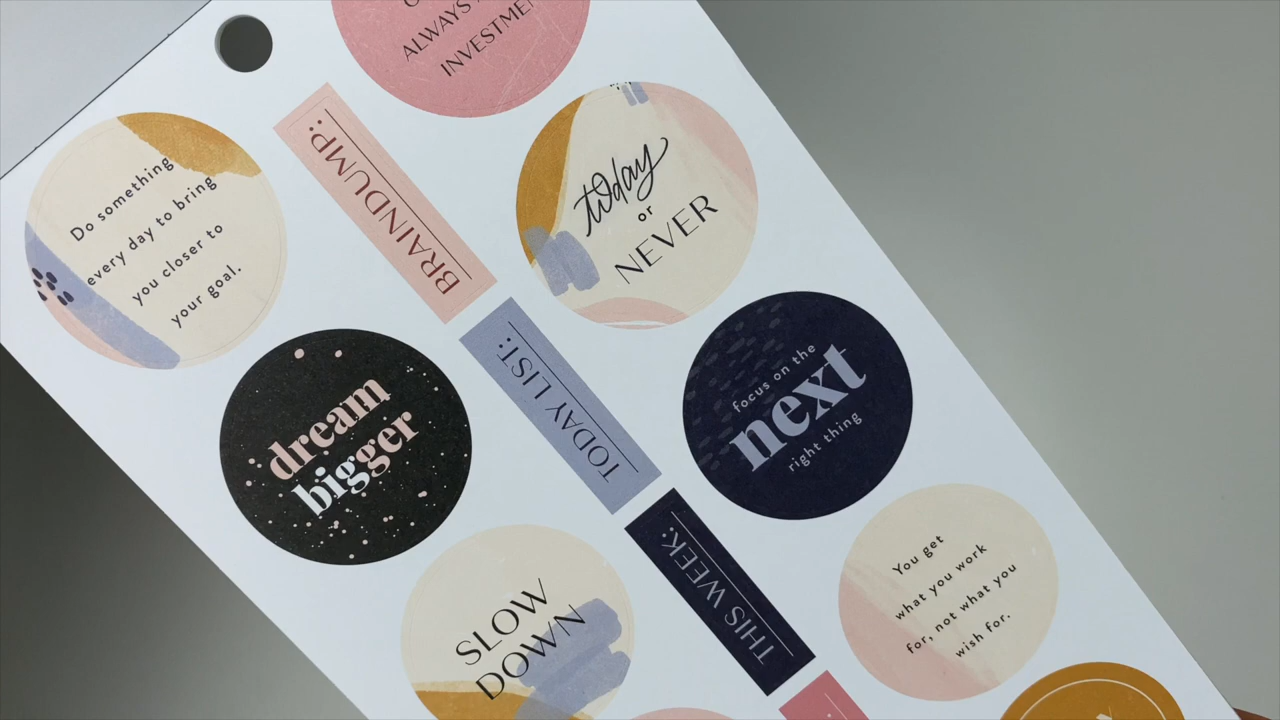 ALWAYS
Do something
every day to bring
you closer to
your goal.
BRAINDUMP:
today
or
NEVER
dream
bigger
TODAY LIST:
focus on the
next
right thing
SLOW
DOWN
THIS WEEK:
You get
what you work
for, not what you
wish for.